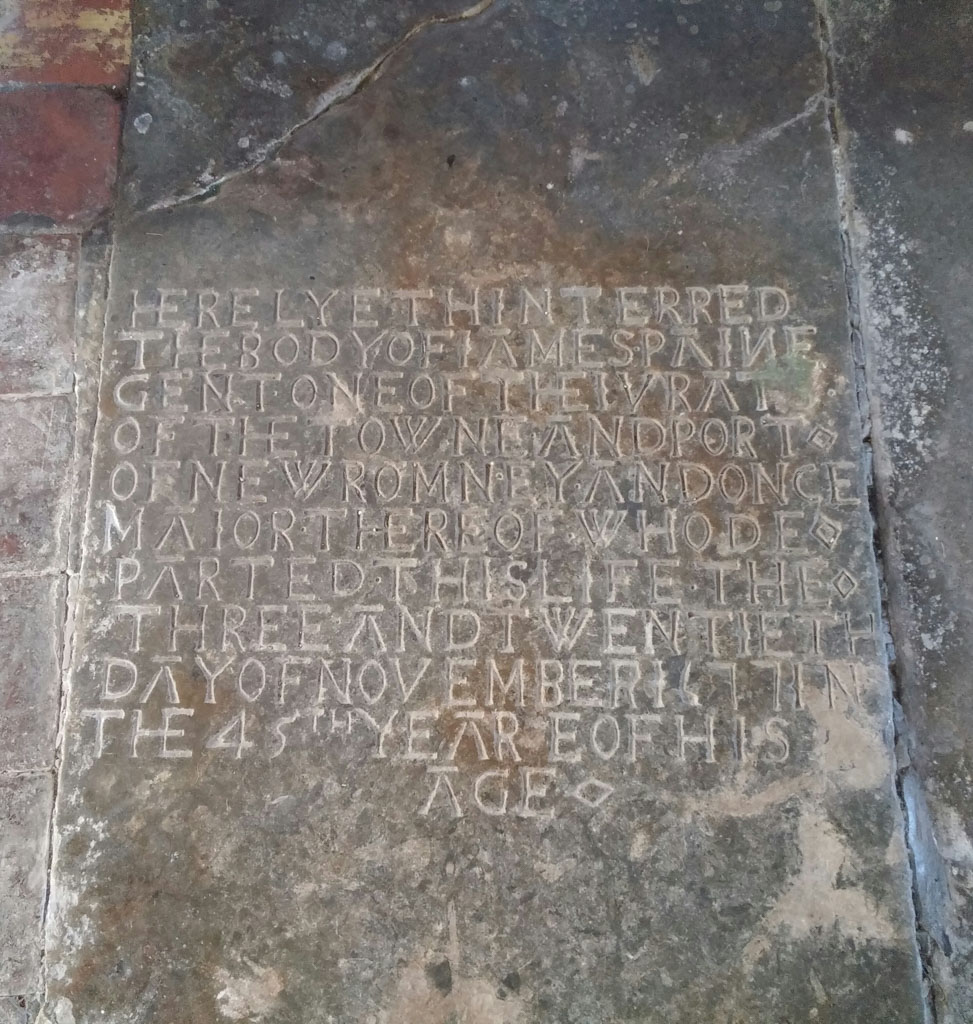 HERE LYETH INTERRED
THE BODY OF IAMES·PAINE
GENT·ONE OF THE IVRAT
OF THE TOWNE·AND PORT◊
OF NEW ROMNEY·AND ONCE
MAIOR·THEREOF·WHO DE◊
PARTED·THIS LIFE·THE◊
THREE·AND TWENTIETH
DAY OF NOVEMBER 1677 IN
THE 45TH YEARE OF HIS
AGE◊